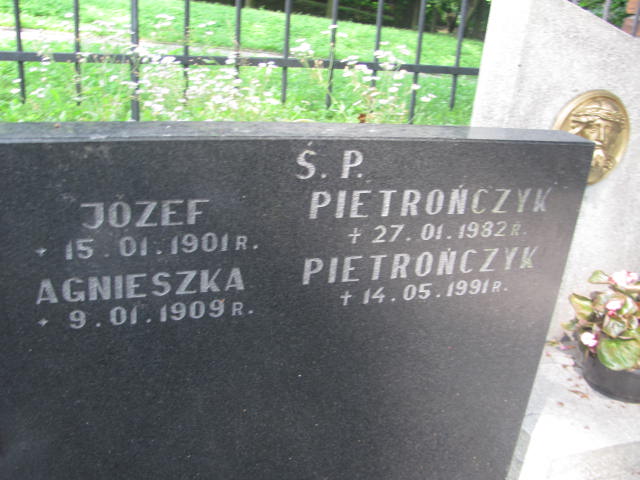 Ś. P.
JÓZEF PIETROŃCZYK
* 15.01.1901 R. + 27.01.1982 R.
AGNIESZKA PIETROŃCZYK
* 9.01.1909 R. + 14.05.1991 R.